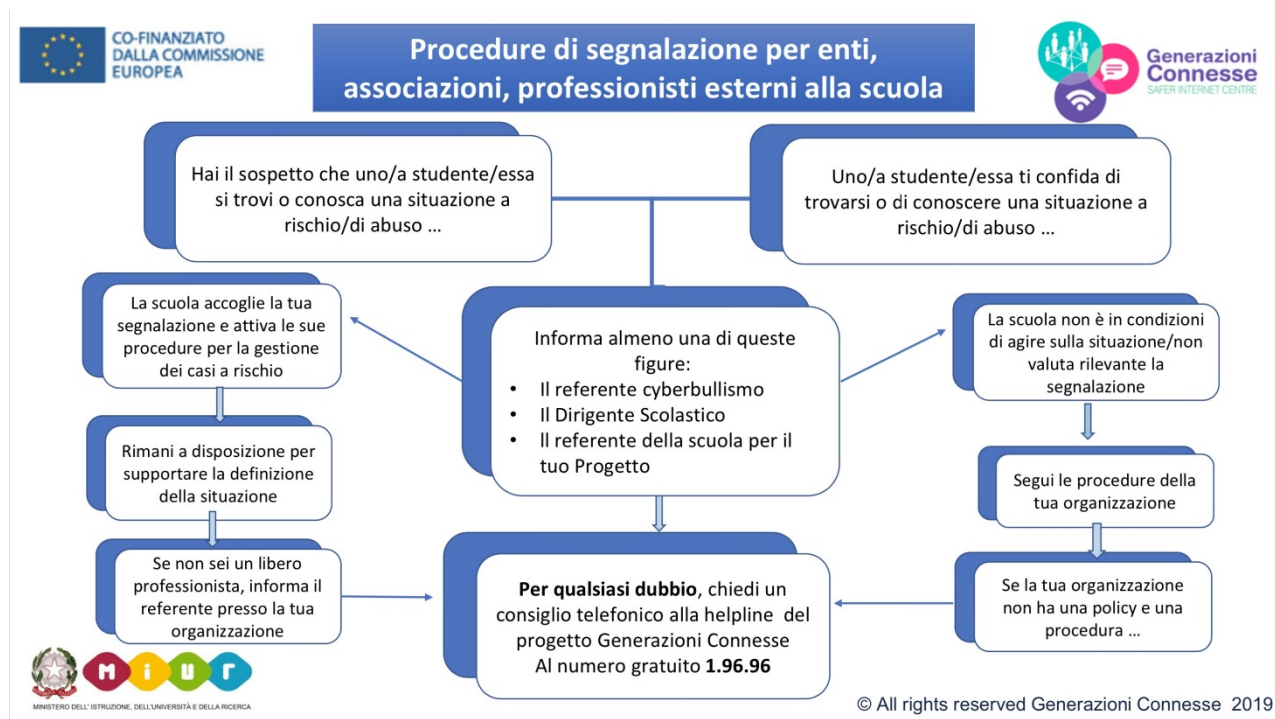 CO-FINANZIATO
DALLA COMMISSIONE
EUROPEA
Procedure di segnalazione per enti,
associazioni, professionisti esterni alla scuola
Generazioni
Connesse
SAFER INTERNET CENTRE
Hai il sospetto che uno/a studente/essa
si trovi o conosca una situazione a
rischio/di abuso ...
Uno/a studente/essa ti confida di
trovarsi o di conoscere una situazione a
rischio/di abuso ...
La scuola accoglie la tua
segnalazione e attiva le sue
procedure per la gestione
dei casi a rischio
Informa almeno una di queste
figure:
• Il referente cyberbullismo
• Il Dirigente Scolastico
• Il referente della scuola per il
tuo Progetto
La scuola non è in condizioni
di agire sulla situazione/non
valuta rilevante la
segnalazione
Rimani a disposizione per
supportare la definizione
della situazione
Segui le procedure della
tua organizzazione
Se non sei un libero
professionista, informa il
referente presso la tua
organizzazione
Per qualsiasi dubbio, chiedi un
consiglio telefonico alla helpline del
progetto Generazioni Connesse
Al numero gratuito 1.96.96
Se la tua organizzazione
non ha una policy e una
procedura ...
miur
MINISTERO DELL' ISTRUZIONE, DELL'UNIVERSITÀ E DELLA RICERCA
© All rights reserved Generazioni Connesse 2019